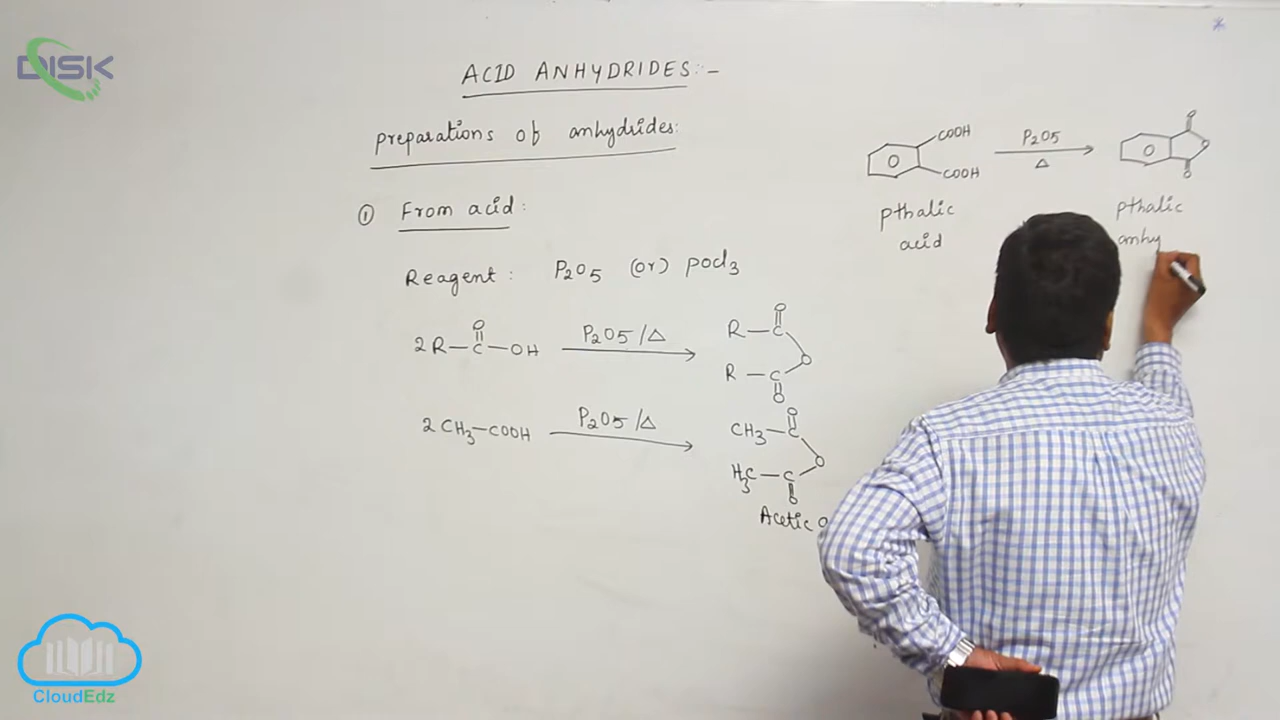 DISK
ACID ANHYDRIDES:-
preparations of anhydrides:
① From acid:
Reagent: P2O5 (or) pocl3
2R-C-OH
O
P2O5/△
R-C
O
O
R-C
O
2CH3-COOH
P2O5/△
CH3-C
O
O
H3C-C
O
Acetic
COOH
COOH
P2O5
△
O
O
O
pthalic
acid
pthalic
anhy
CloudEdz